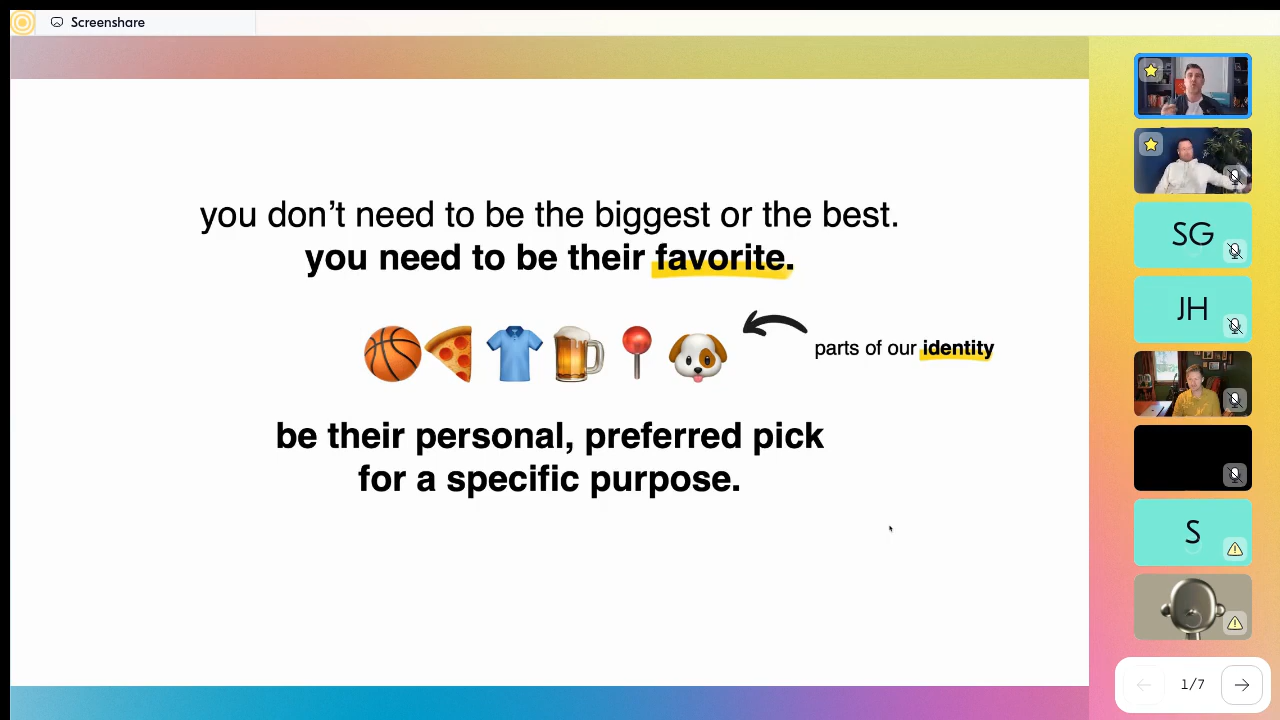 Screenshare
you don't need to be the biggest or the best.
you need to be their favorite.
parts of our identity
be their personal, preferred pick
for a specific purpose.
SG
JH
S
1/7